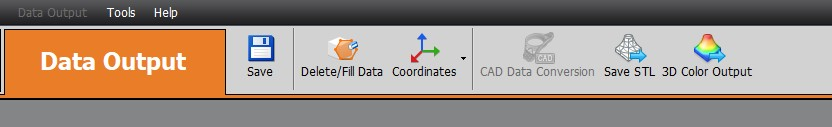 Data Output Tools Help
Data Output
Save Delete/Fill Data Coordinates CAD Data Conversion Save STL 3D Color Output
CAD